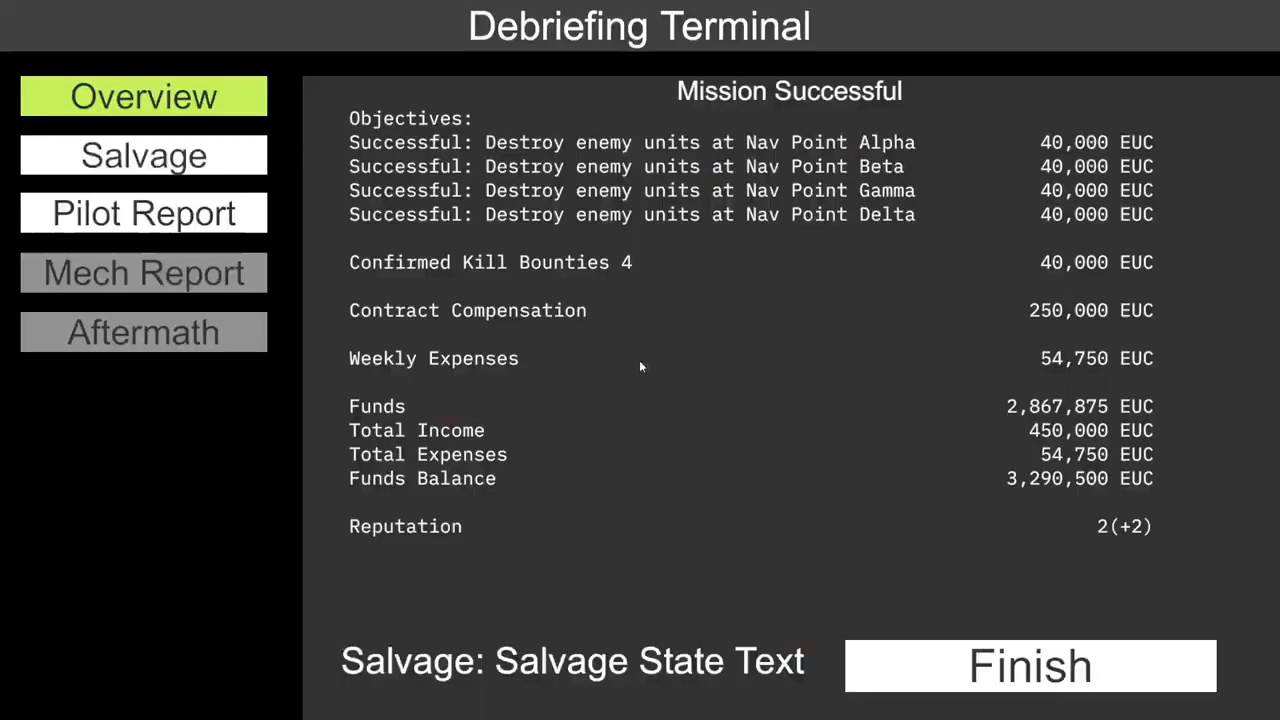 Debriefing Terminal
Overview
Salvage
Pilot Report
Mech Report
Aftermath
Mission Successful
Objectives:
Successful: Destroy enemy units at Nav Point Alpha 40,000 EUC
Successful: Destroy enemy units at Nav Point Beta 40,000 EUC
Successful: Destroy enemy units at Nav Point Gamma 40,000 EUC
Successful: Destroy enemy units at Nav Point Delta 40,000 EUC
Confirmed Kill Bounties 4 40,000 EUC
Contract Compensation 250,000 EUC
Weekly Expenses 54,750 EUC
Funds 2,867,875 EUC
Total Income 450,000 EUC
Total Expenses 54,750 EUC
Funds Balance 3,290,500 EUC
Reputation 2(+2)
Salvage: Salvage State Text
Finish